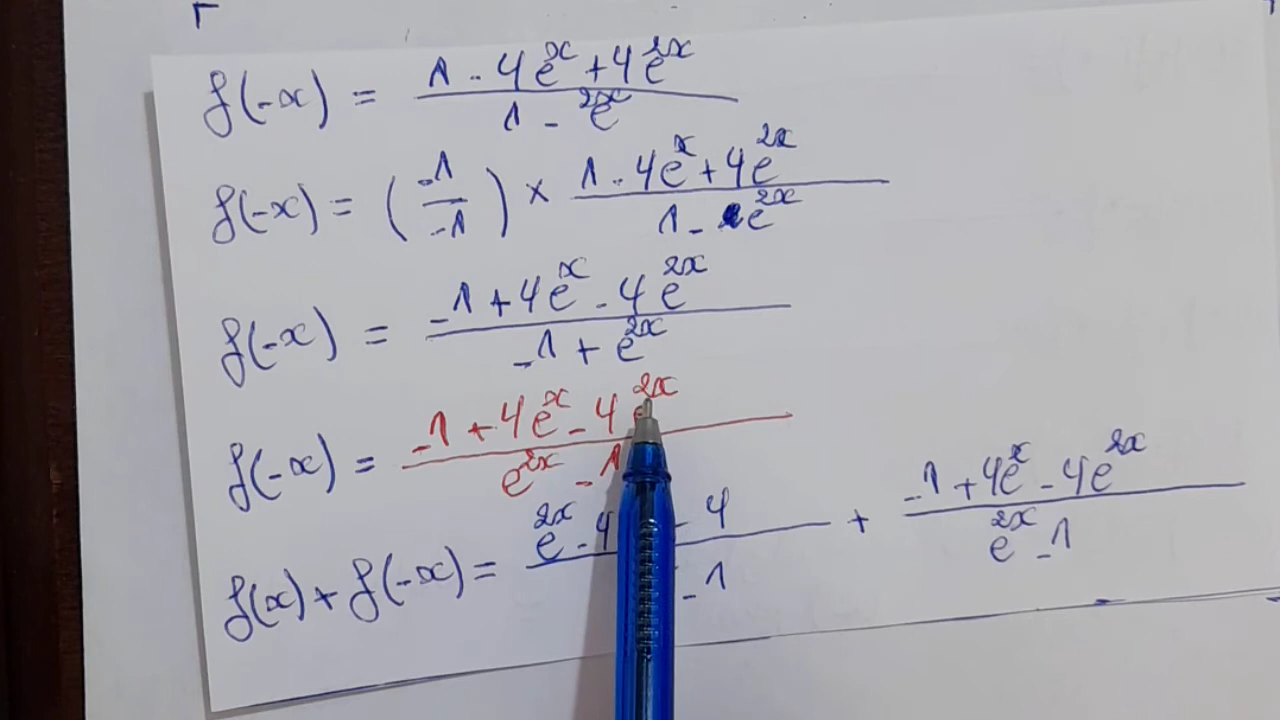 f(-x) = (1 - 4e^x + 4e^2x) / (1 - e^2x)
f(-x) = (-1 / -1) × (1 - 4e^x + 4e^2x) / (1 - e^2x)
f(-x) = (-1 + 4e^x - 4e^2x) / (-1 + e^2x)
f(-x) = (-1 + 4e^x - 4e^2x) / (e^2x - 1)
f(x) + f(-x) = (e^2x - 4 - 4) / (- 1) + (-1 + 4e^x - 4e^2x) / (e^2x - 1)